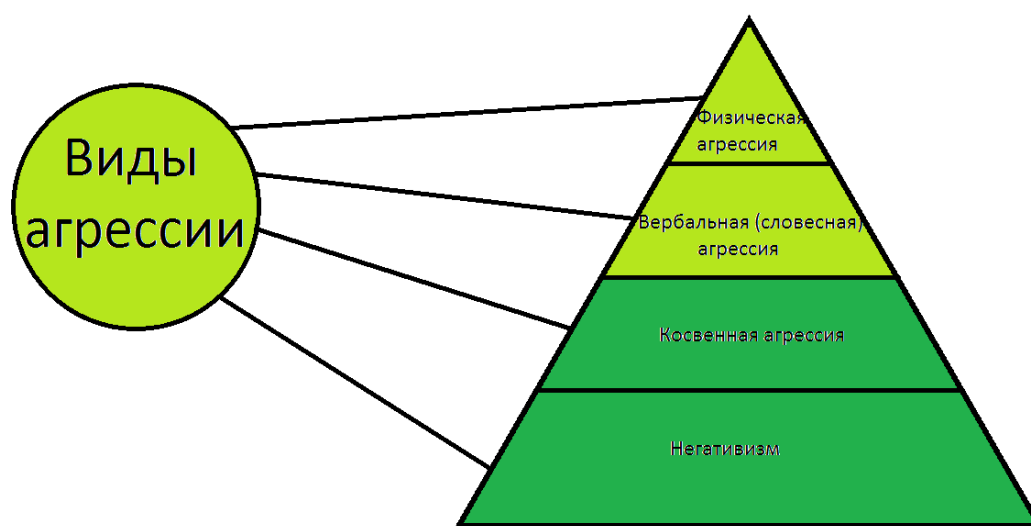 Виды
агрессии
Физическая
агрессия
Вербальная (словесная)
агрессия
Косвенная агрессия
Негативизм